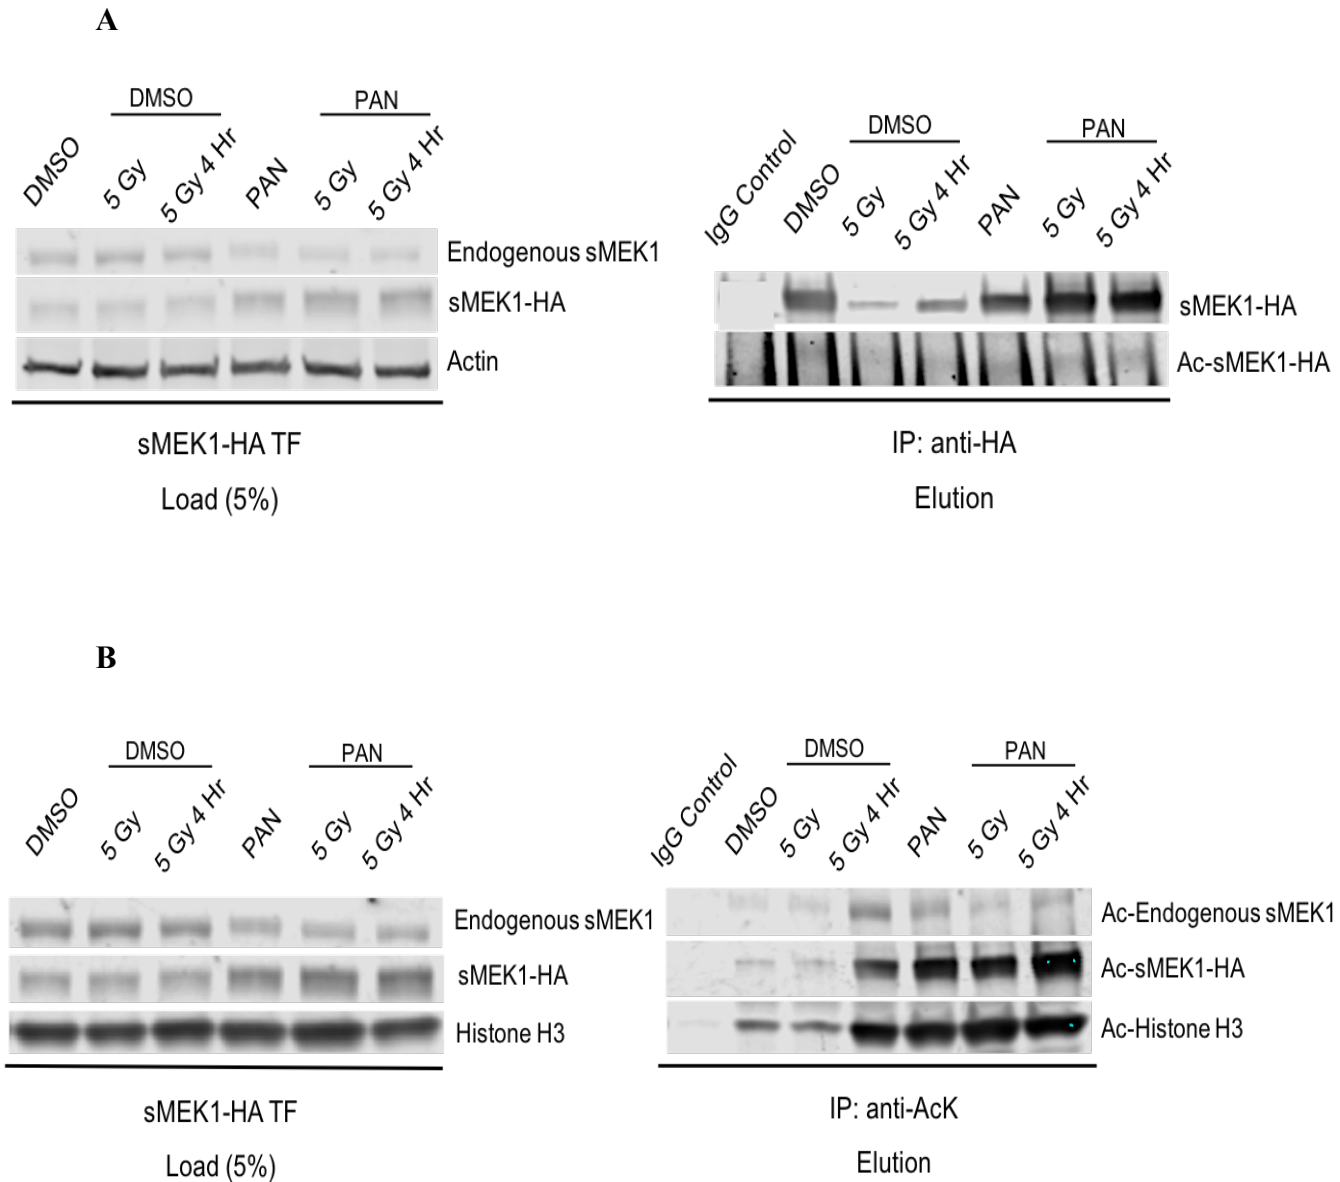 A
DMSO
PAN
DMSO
5 Gy
5 Gy 4 Hr
PAN
5 Gy
5 Gy 4 Hr
Endogenous sMEK1
sMEK1-HA
Actin
sMEK1-HA TF
Load (5%)
DMSO
PAN
IgG Control
DMSO
5 Gy
5 Gy 4 Hr
PAN
5 Gy
5 Gy 4 Hr
sMEK1-HA
Ac-sMEK1-HA
IP: anti-HA
Elution
B
DMSO
PAN
DMSO
5 Gy
5 Gy 4 Hr
PAN
5 Gy
5 Gy 4 Hr
Endogenous sMEK1
sMEK1-HA
Histone H3
sMEK1-HA TF
Load (5%)
DMSO
PAN
IgG Control
DMSO
5 Gy
5 Gy 4 Hr
PAN
5 Gy
5 Gy 4 Hr
Ac-Endogenous sMEK1
Ac-sMEK1-HA
Ac-Histone H3
IP: anti-AcK
Elution